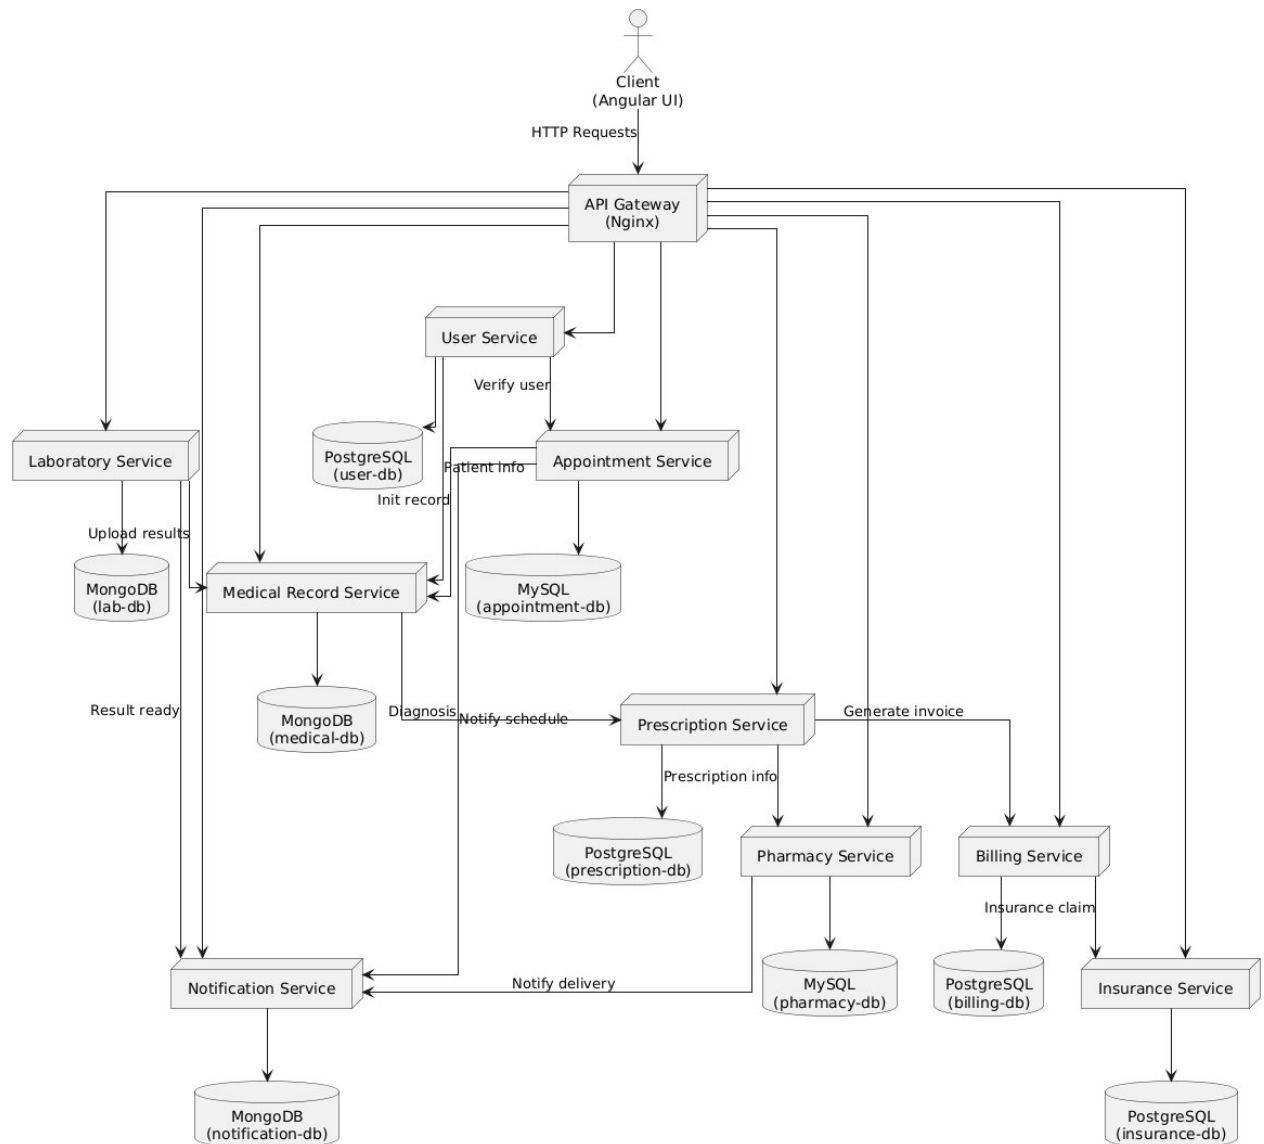 Client
(Angular UI)
HTTP Requests
API Gateway
(Nginx)
User Service
Verify user
Laboratory Service
PostgreSQL
(user-db)
Patient info
Appointment Service
Init record
Upload results
MongoDB
(lab-db)
Medical Record Service
MySQL
(appointment-db)
Result ready
MongoDB
(medical-db)
Diagnosis
Notify schedule
Prescription Service
Generate invoice
Prescription info
PostgreSQL
(prescription-db)
Pharmacy Service
Billing Service
Insurance claim
Notification Service
Notify delivery
MySQL
(pharmacy-db)
PostgreSQL
(billing-db)
Insurance Service
MongoDB
(notification-db)
PostgreSQL
(insurance-db)